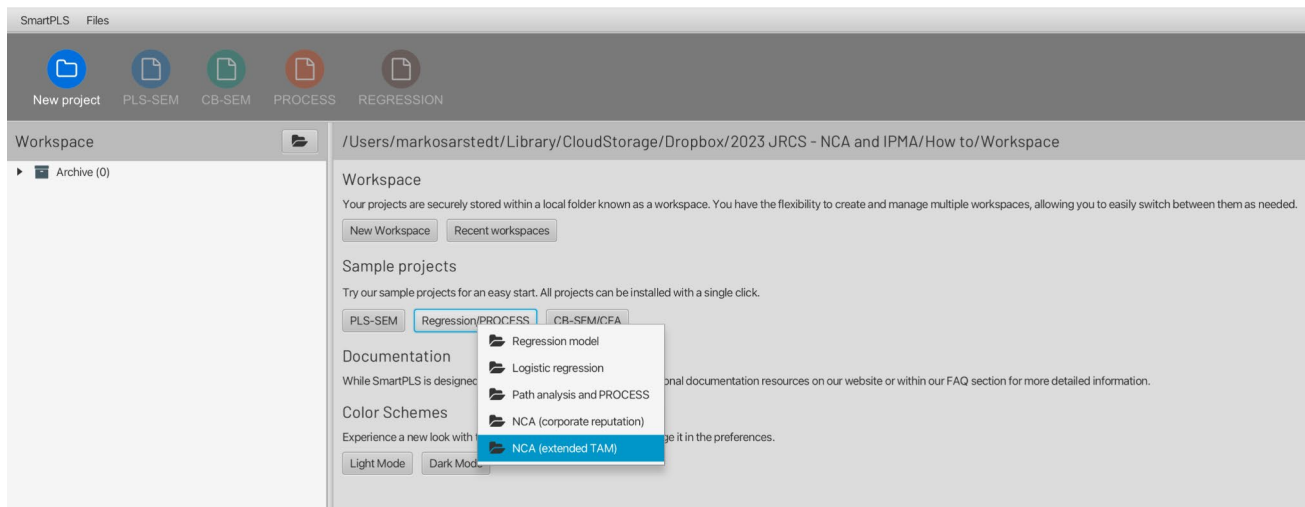 SmartPLS Files
New project PLS-SEM CB-SEM PROCESS REGRESSION
Workspace
Archive (0)
/Users/markosarstedt/Library/CloudStorage/Dropbox/2023 JRCS - NCA and IPMA/How to/Workspace
Workspace
Your projects are securely stored within a local folder known as a workspace. You have the flexibility to create and manage multiple workspaces, allowing you to easily switch between them as needed.
New Workspace Recent workspaces
Sample projects
Try our sample projects for an easy start. All projects can be installed with a single click.
PLS-SEM Regression/PROCESS CB-SEM/CFA
Regression model
Logistic regression
Path analysis and PROCESS
NCA (corporate reputation)
NCA (extended TAM)
Documentation
While SmartPLS is designed onal documentation resources on our website or within our FAQ section for more detailed information.
Color Schemes
Experience a new look with ge it in the preferences.
Light Mode Dark Mode